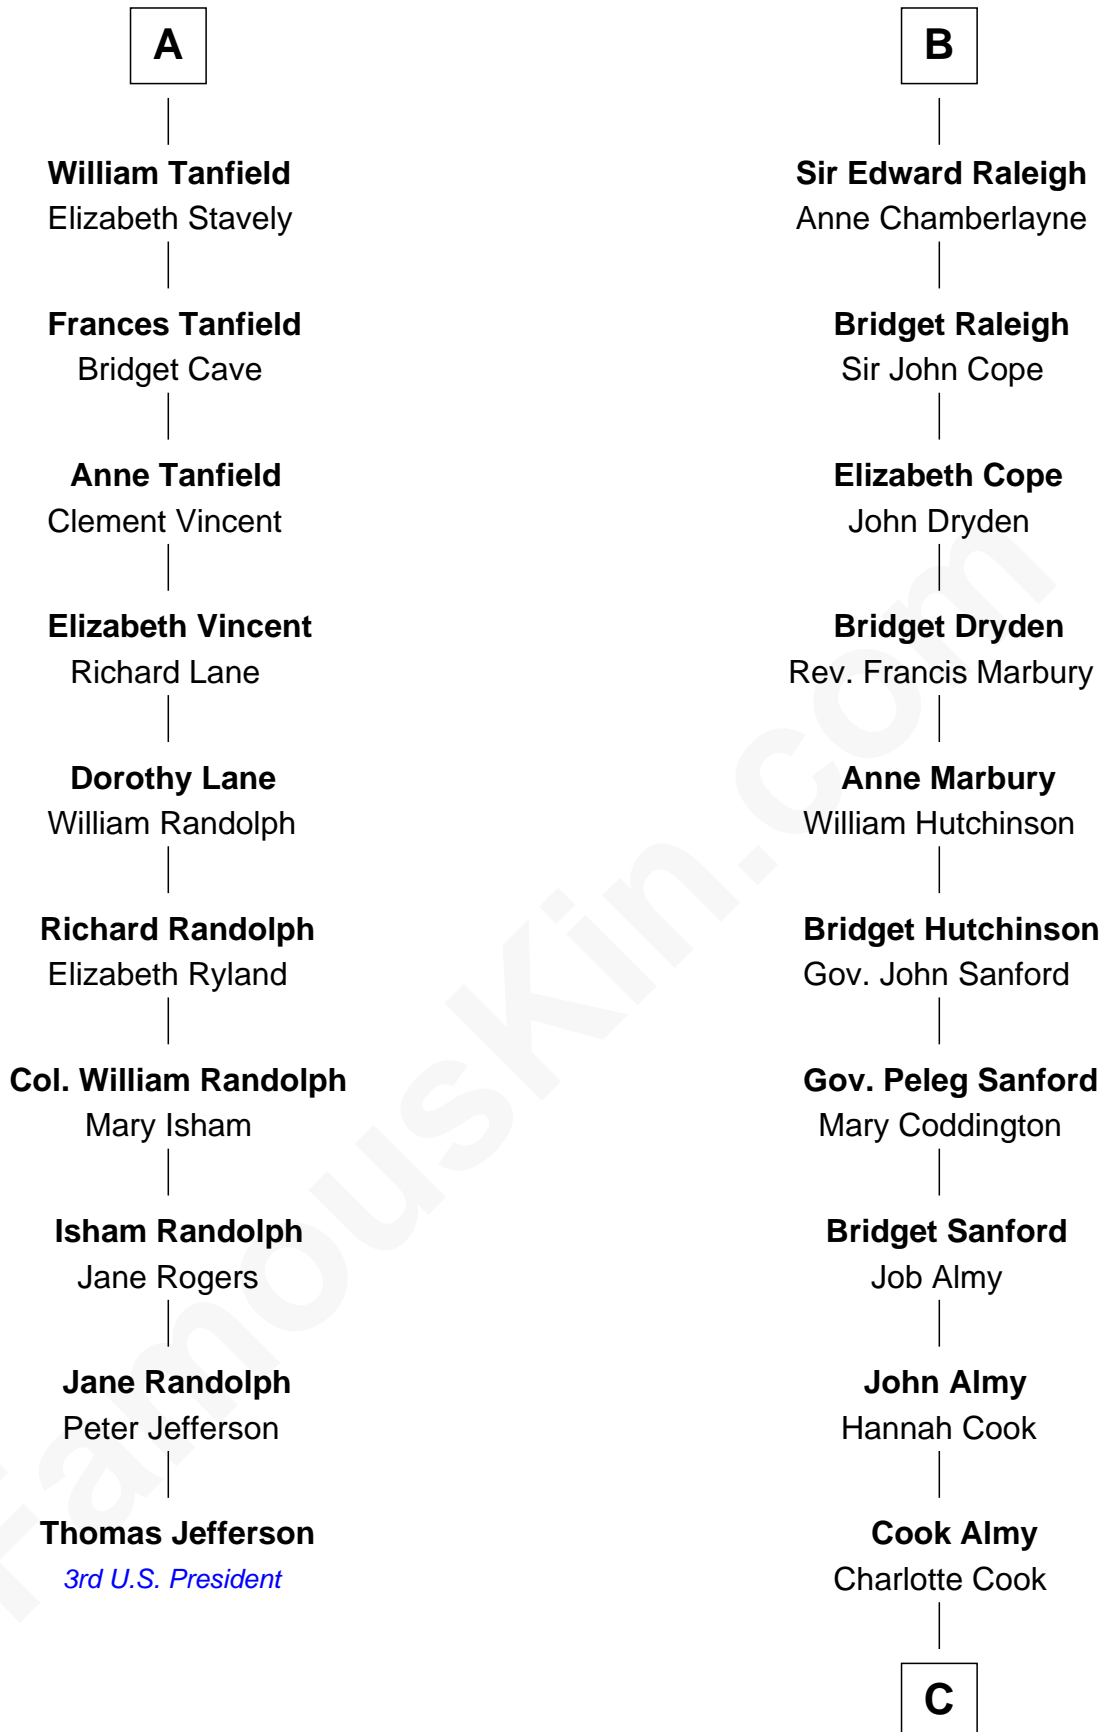 A
William Tanfield
Elizabeth Stavely
Frances Tanfield
Bridget Cave
Anne Tanfield
Clement Vincent
Elizabeth Vincent
Richard Lane
Dorothy Lane
William Randolph
Richard Randolph
Elizabeth Ryland
Col. William Randolph
Mary Isham
Isham Randolph
Jane Rogers
Jane Randolph
Peter Jefferson
Thomas Jefferson
3rd U.S. President
B
Sir Edward Raleigh
Anne Chamberlayne
Bridget Raleigh
Sir John Cope
Elizabeth Cope
John Dryden
Bridget Dryden
Rev. Francis Marbury
Anne Marbury
William Hutchinson
Bridget Hutchinson
Gov. John Sanford
Gov. Peleg Sanford
Mary Coddington
Bridget Sanford
Job Almy
John Almy
Hannah Cook
Cook Almy
Charlotte Cook
C
FamousKin.com